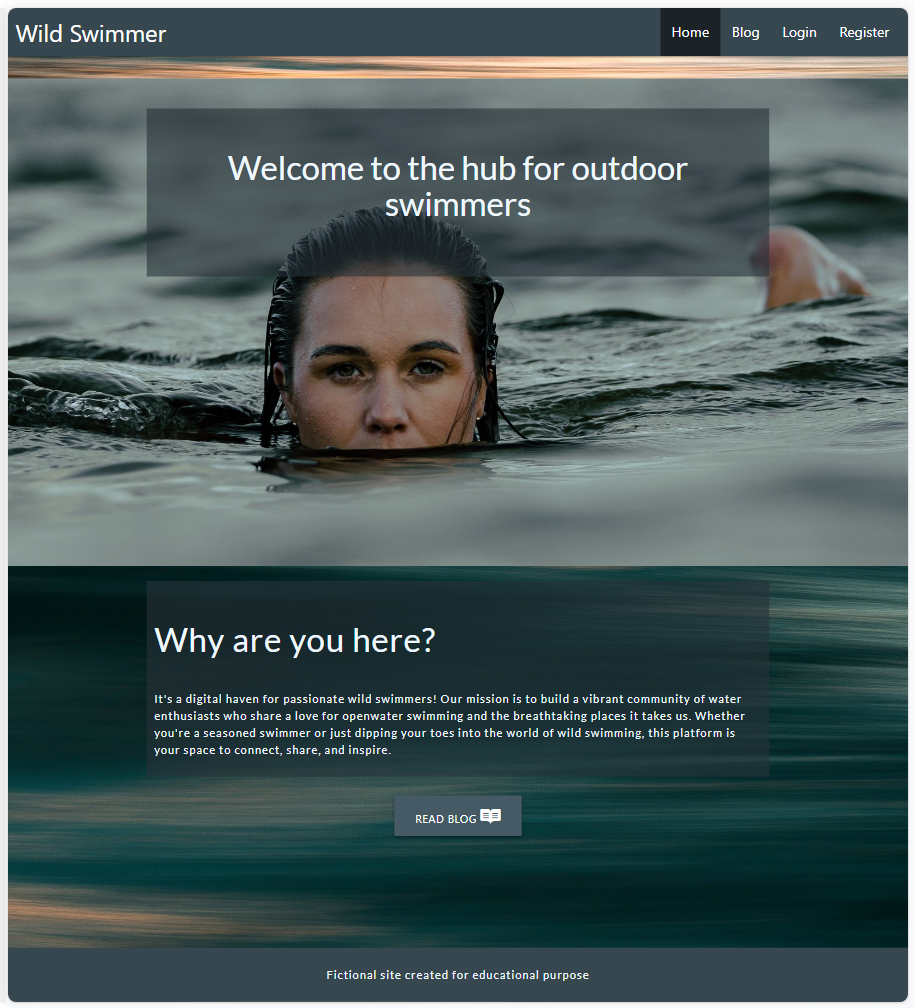 Wild Swimmer
Home Blog Login Register
Welcome to the hub for outdoor
swimmers
Why are you here?
It's a digital haven for passionate wild swimmers! Our mission is to build a vibrant community of water
enthusiasts who share a love for openwater swimming and the breathtaking places it takes us. Whether
you're a seasoned swimmer or just dipping your toes into the world of wild swimming, this platform is
your space to connect, share, and inspire.
READ BLOG
Fictional site created for educational purpose